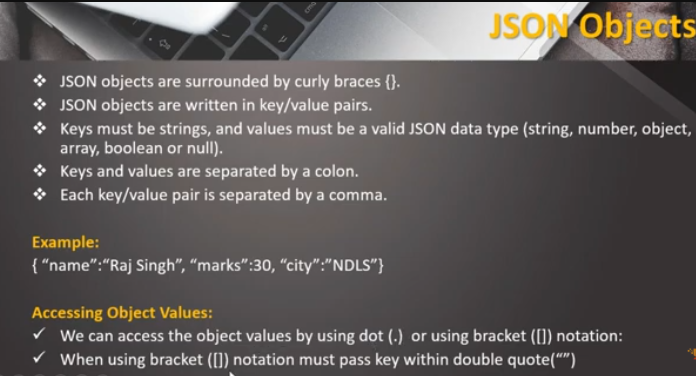 JSON Objects
❖ JSON objects are surrounded by curly braces {}.
❖ JSON objects are written in key/value pairs.
❖ Keys must be strings, and values must be a valid JSON data type (string, number, object,
array, boolean or null).
❖ Keys and values are separated by a colon.
❖ Each key/value pair is separated by a comma.
Example:
{ “name”:“Raj Singh”, “marks”:30, “city”:”NDLS”}
Accessing Object Values:
✓ We can access the object values by using dot (.) or using bracket ([]) notation:
✓ When using bracket ([]) notation must pass key within double quote(“”)